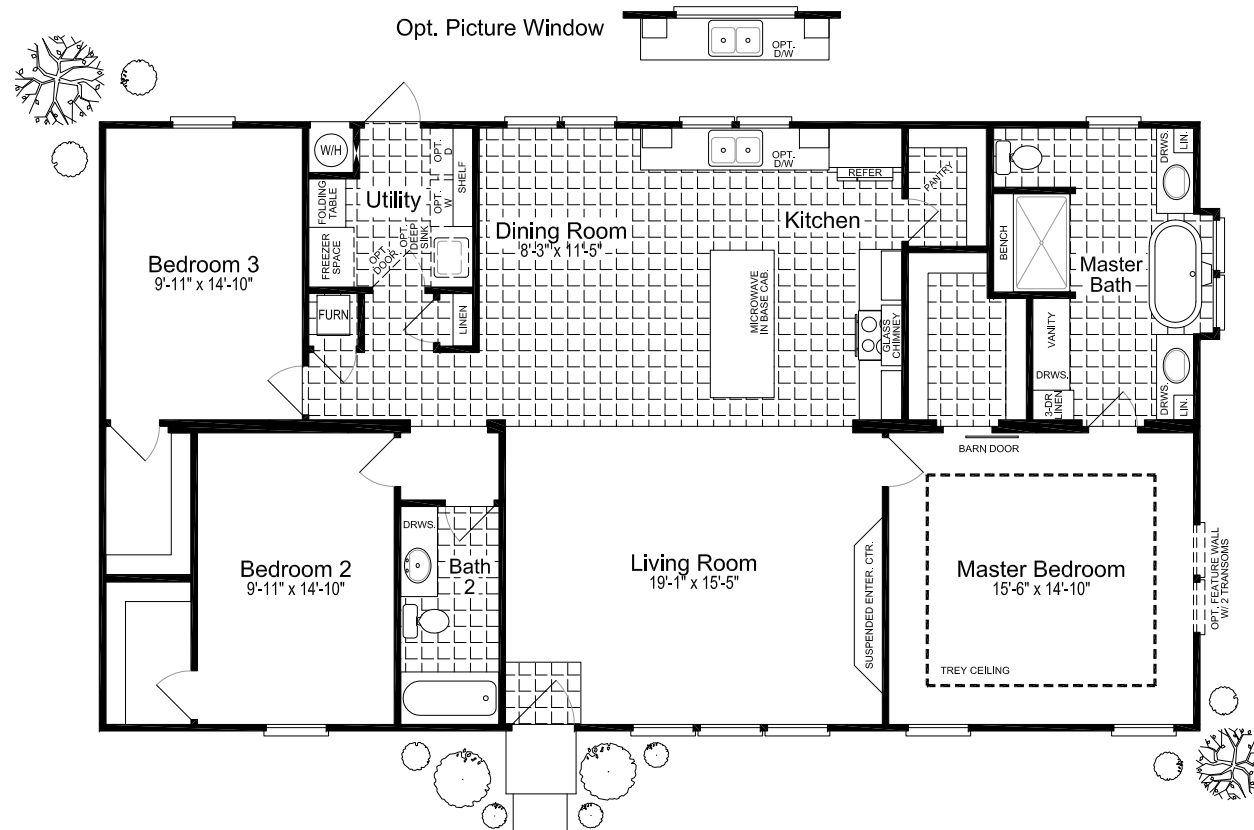 Opt. Picture Window
OPT.
D/W
W/H
FOLDING
TABLE
FREEZER
SPACE
Utility
OPT.
D
OPT.
W
SHELF
OPT.
DEEP
SINK
OPT.
DOOR
FURN
LINEN
Bedroom 3
9'-11" x 14'-10"
Dining Room
8'-3" x 11'-5"
Kitchen
OPT.
D/W
REFER
PANTRY
MICROWAVE
IN BASE CAB.
GLASS
CHIMNEY
BENCH
Master
Bath
DRWS.
LIN.
VANITY
DRWS.
3-DR
LINEN
DRWS.
LIN.
BARN DOOR
Bedroom 2
9'-11" x 14'-10"
DRWS.
Bath
2
Living Room
19'-1" x 15'-5"
SUSPENDED ENTER. CTR.
Master Bedroom
15'-6" x 14'-10"
TREY CEILING
OPT. FEATURE WALL
W/ 2 TRANSOMS